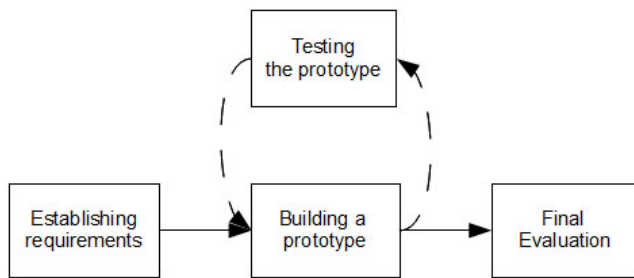 Testing
the prototype
Establishing
requirements
Building a
prototype
Final
Evaluation